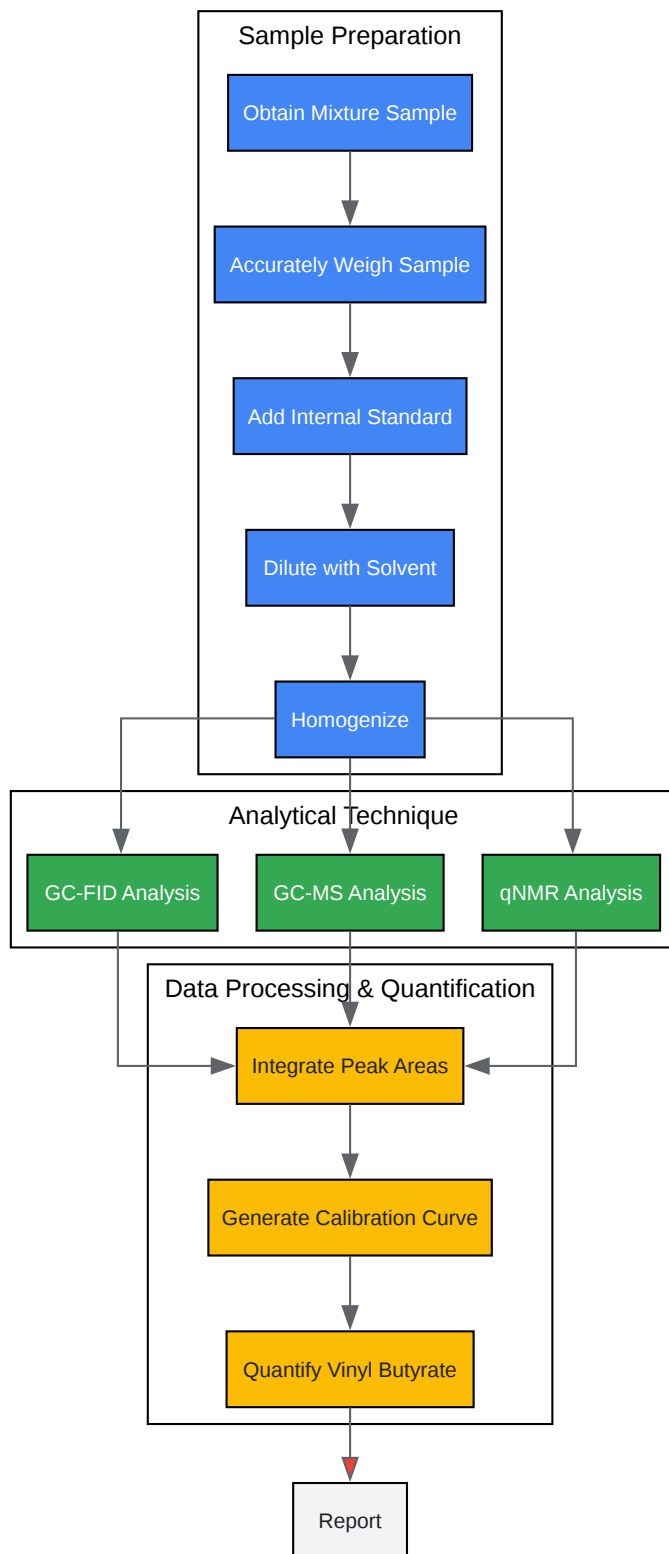 Sample Preparation
Obtain Mixture Sample
Accurately Weigh Sample
Add Internal Standard
Dilute with Solvent
Homogenize
Analytical Technique
GC-FID Analysis
GC-MS Analysis
qNMR Analysis
Data Processing & Quantification
Integrate Peak Areas
Generate Calibration Curve
Quantify Vinyl Butyrate
Report